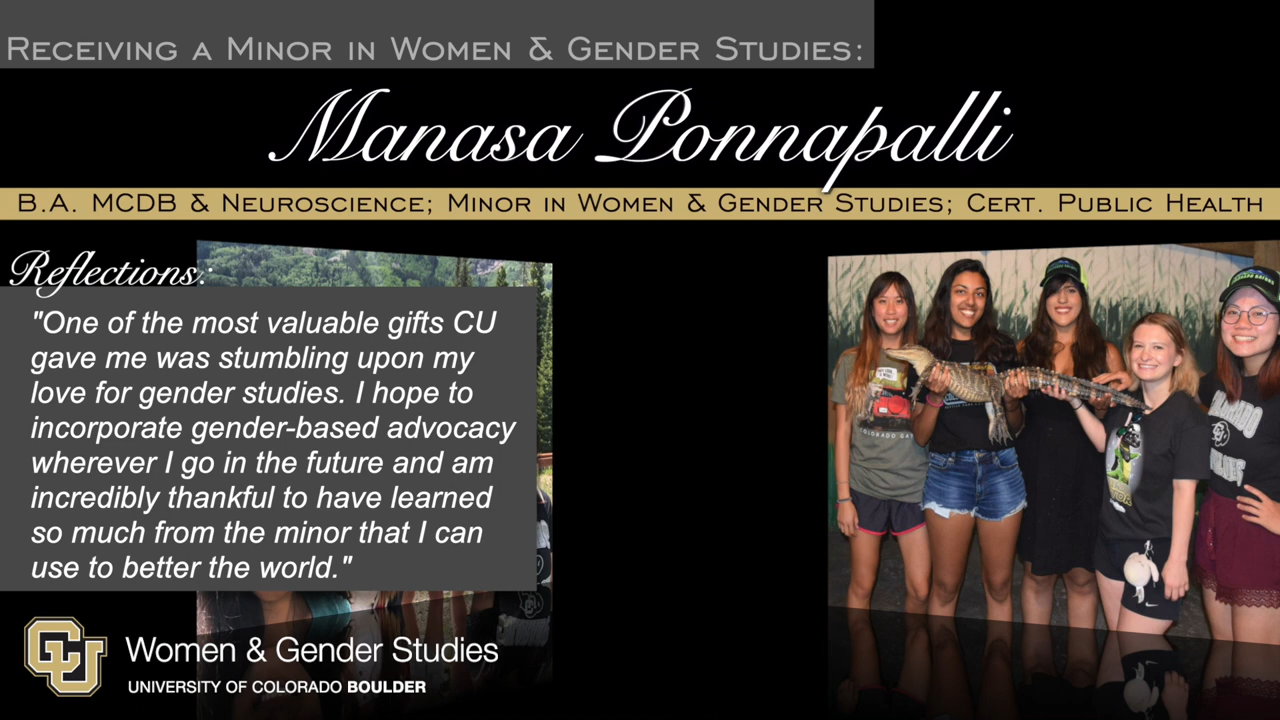 Receiving a Minor in Women & Gender Studies:
Manasa Ponnapalli
B.A. MCDB & Neuroscience; Minor in Women & Gender Studies; Cert. Public Health
Reflections:
"One of the most valuable gifts CU
gave me was stumbling upon my
love for gender studies. I hope to
incorporate gender-based advocacy
wherever I go in the future and am
incredibly thankful to have learned
so much from the minor that I can
use to better the world."
CU
Women & Gender Studies
UNIVERSITY OF COLORADO BOULDER